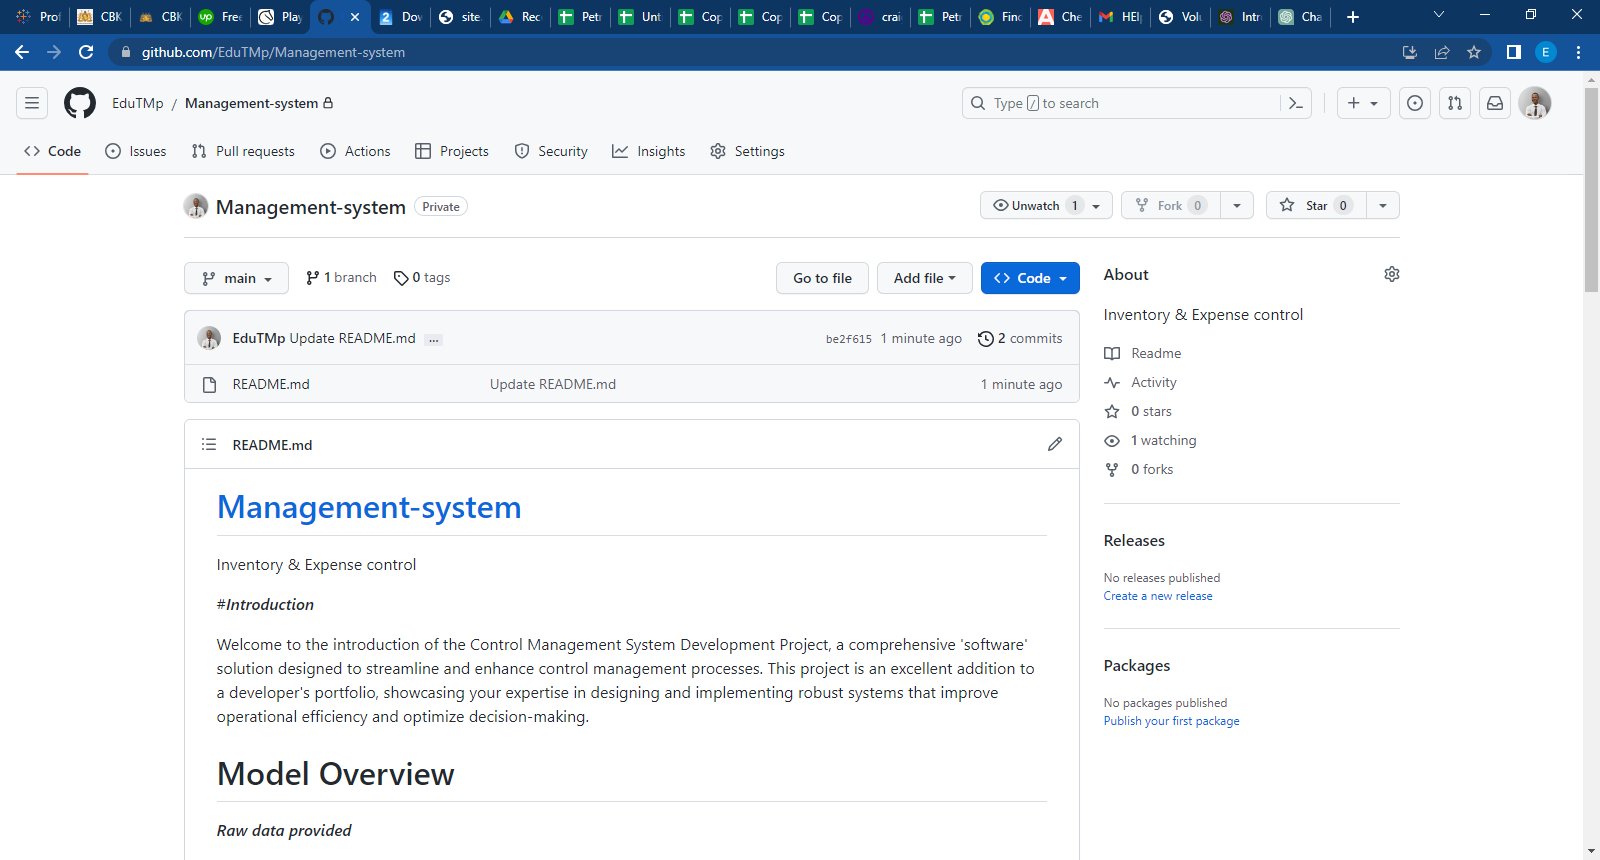 Prof
CBK
CBK
Free
Play
Dov
site.
Rec
Petr
Unt
Cop
Cop
Cop
craig
Petr
Finc
Che
HElp
Volu
Intro
Cha
github.com/EduTMp/Management-system
E
EduTMp / Management-system
Type / to search
Code Issues Pull requests Actions Projects Security Insights Settings
Management-system Private
Unwatch 1 Fork 0 Star 0
main 1 branch 0 tags Go to file Add file Code
EduTMp Update README.md ... be2f615 1 minute ago 2 commits
README.md Update README.md 1 minute ago
README.md
Management-system
Inventory & Expense control
#Introduction
Welcome to the introduction of the Control Management System Development Project, a comprehensive 'software'
solution designed to streamline and enhance control management processes. This project is an excellent addition to
a developer's portfolio, showcasing your expertise in designing and implementing robust systems that improve
operational efficiency and optimize decision-making.
Model Overview
Raw data provided
About
Inventory & Expense control
Readme
Activity
0 stars
1 watching
0 forks
Releases
No releases published
Create a new release
Packages
No packages published
Publish your first package